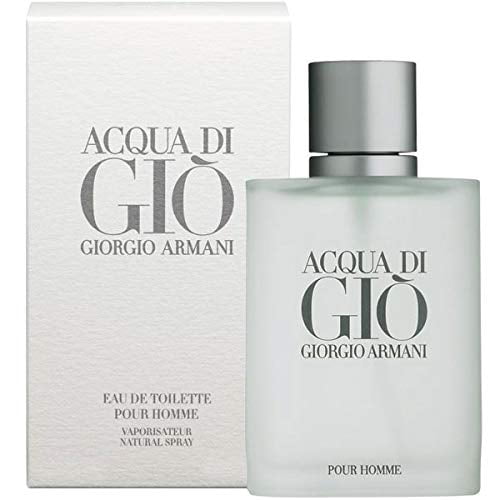 ACQUA DI
GIÒ
GIORGIO ARMANI
EAU DE TOILETTE
POUR HOMME
VAPORISATEUR
NATURAL SPRAY
ACQUA DI
GIÒ
GIORGIO ARMANI
POUR HOMME